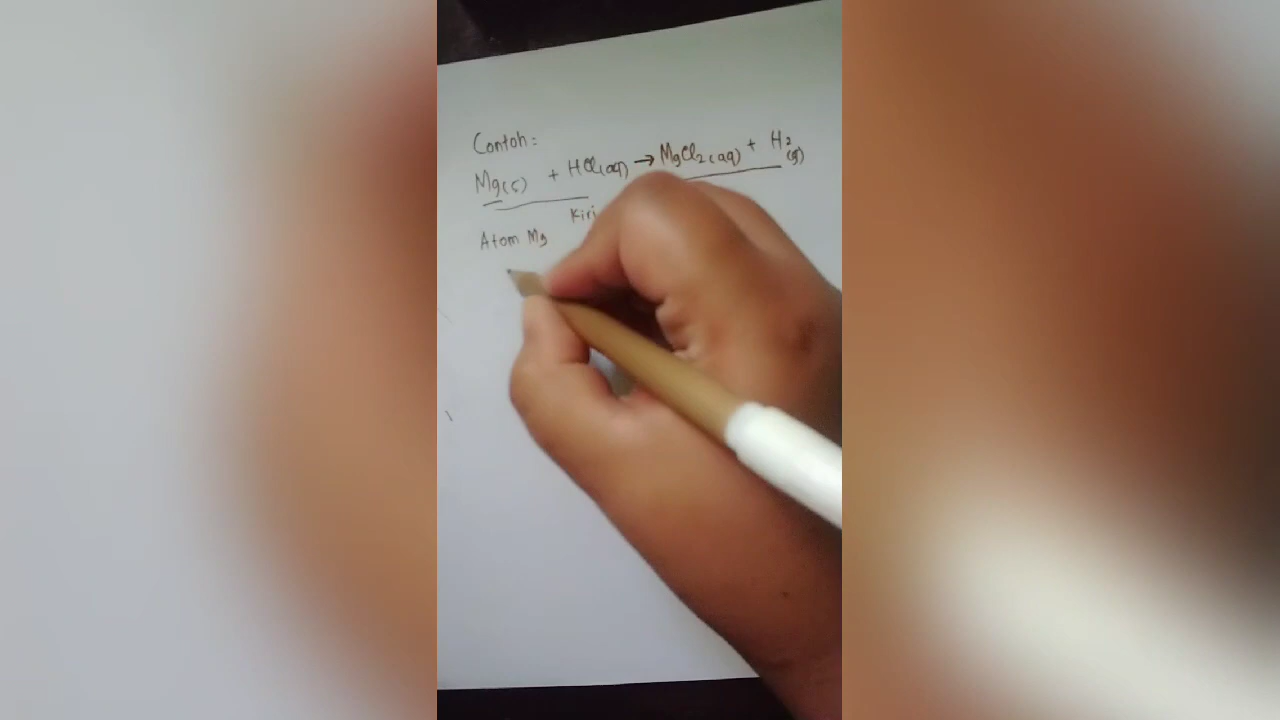 Contoh:
Mg(s) + HCl(aq) → MgCl2(aq) + H2(g)
Kiri
Atom Mg